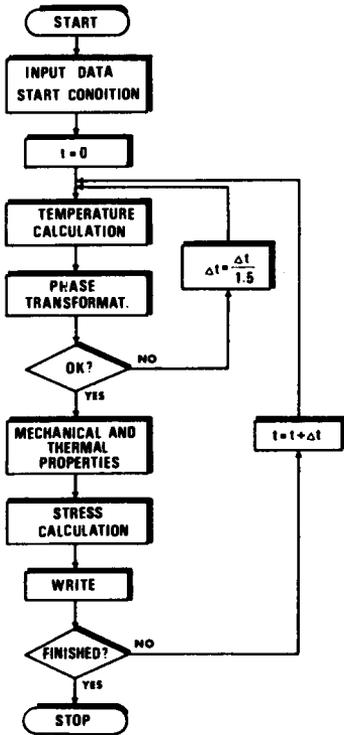 START
INPUT DATA
START CONDITION
t = 0
TEMPERATURE
CALCULATION
PHASE
TRANSFORMAT.
Δt = Δt
1.5
OK?
NO
YES
MECHANICAL AND
THERMAL
PROPERTIES
t = t + Δt
STRESS
CALCULATION
WRITE
FINISHED?
NO
YES
STOP